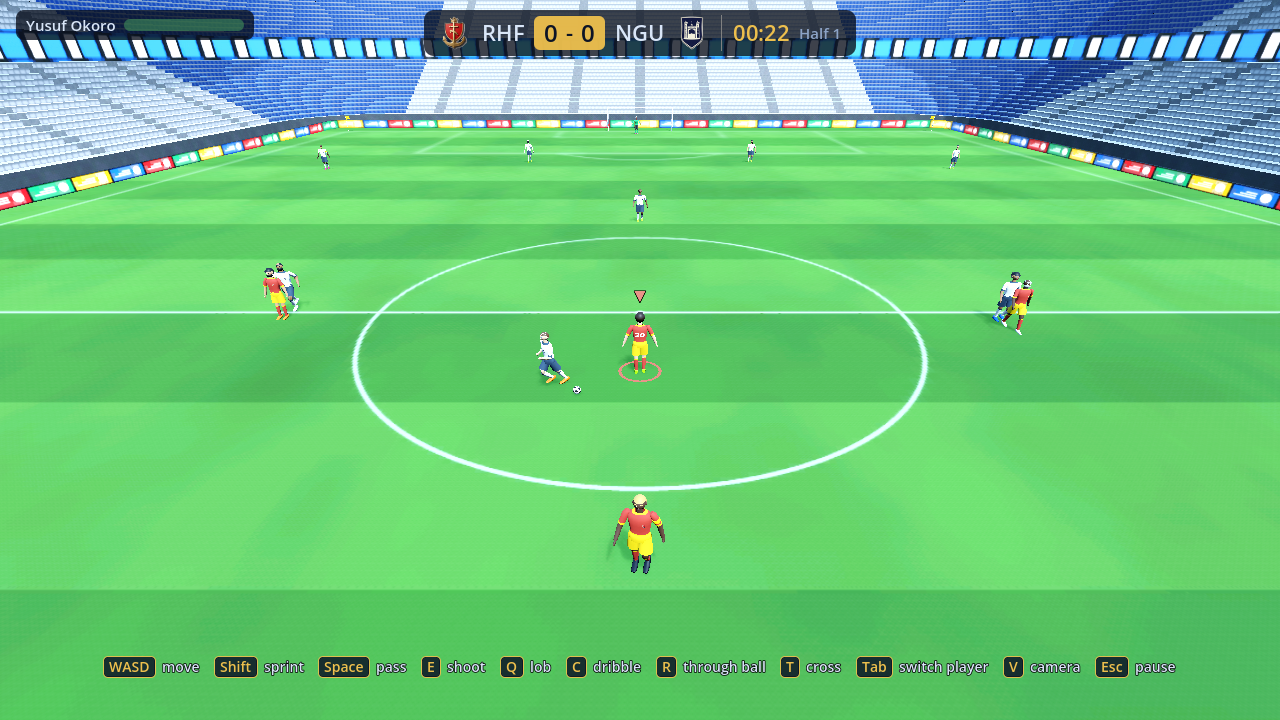 Yusuf Okoro
RHF 0 - 0 NGU 00:22 Half 1
30
WASD move Shift sprint Space pass E shoot Q lob C dribble R through ball T cross Tab switch player V camera Esc pause